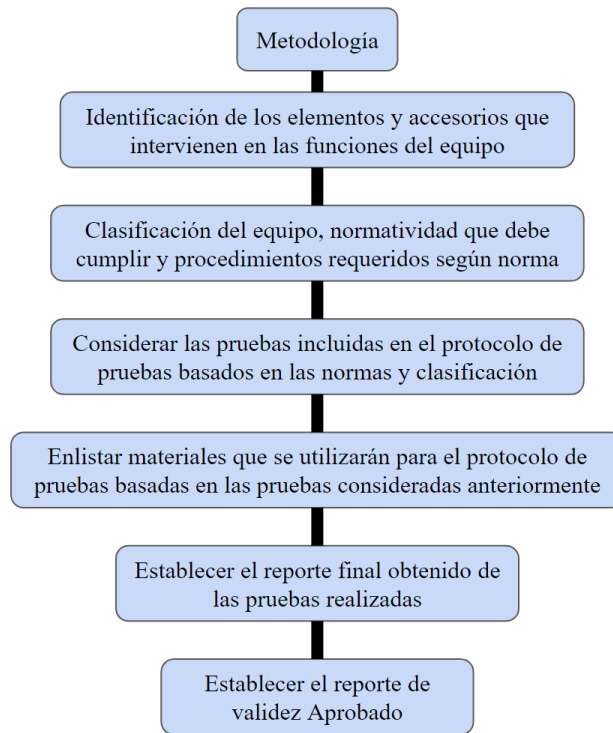 Metodología
Identificación de los elementos y accesorios que
intervienen en las funciones del equipo
Clasificación del equipo, normatividad que debe
cumplir y procedimientos requeridos según norma
Considerar las pruebas incluidas en el protocolo de
pruebas basados en las normas y clasificación
Enlistar materiales que se utilizarán para el protocolo de
pruebas basadas en las pruebas consideradas anteriormente
Establecer el reporte final obtenido de
las pruebas realizadas
Establecer el reporte de
validez Aprobado